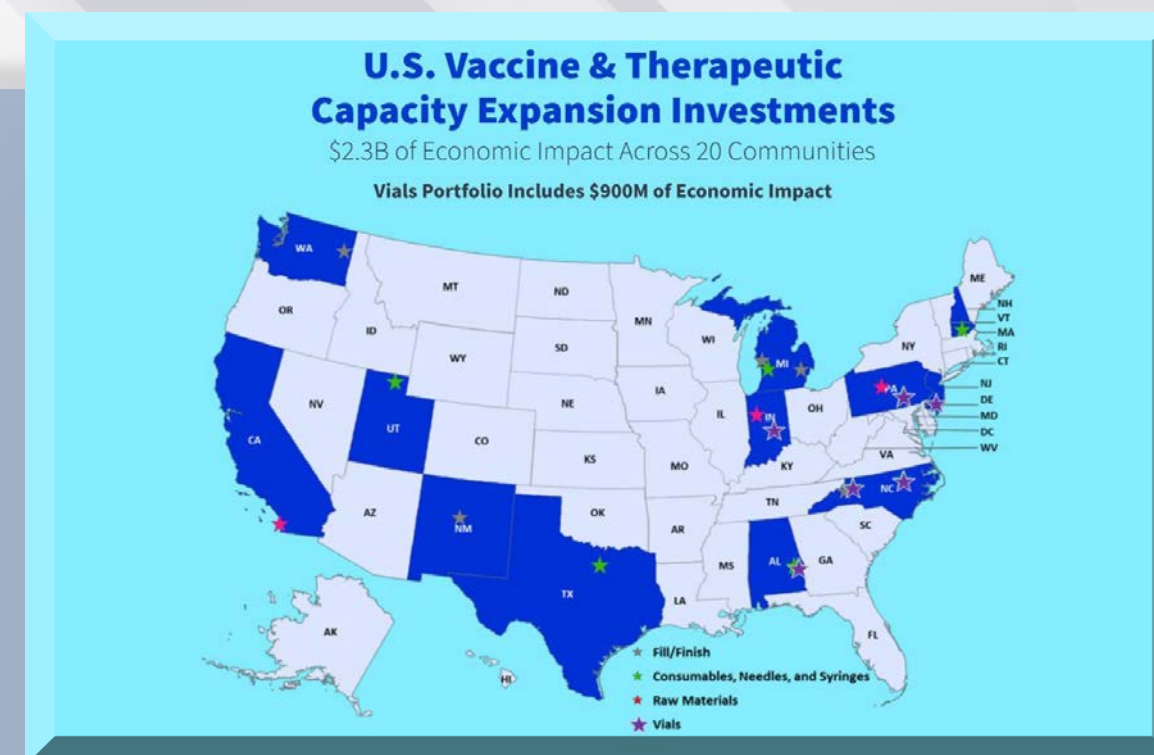 U.S. Vaccine & Therapeutic
Capacity Expansion Investments
$2.3B of Economic Impact Across 20 Communities
Vials Portfolio Includes $900M of Economic Impact
WA
MT
ND
MN
ME
OR
ID
WY
SD
WI
MI
NY
NH
VT
MA
RI
CT
NV
UT
CO
NE
IA
IL
IN
OH
PA
NJ
DE
MD
DC
WV
CA
AZ
NM
KS
MO
KY
VA
OK
AR
TN
NC
SC
TX
LA
MS
AL
GA
FL
AK
HI
Fill/Finish
Consumables, Needles, and Syringes
Raw Materials
Vials